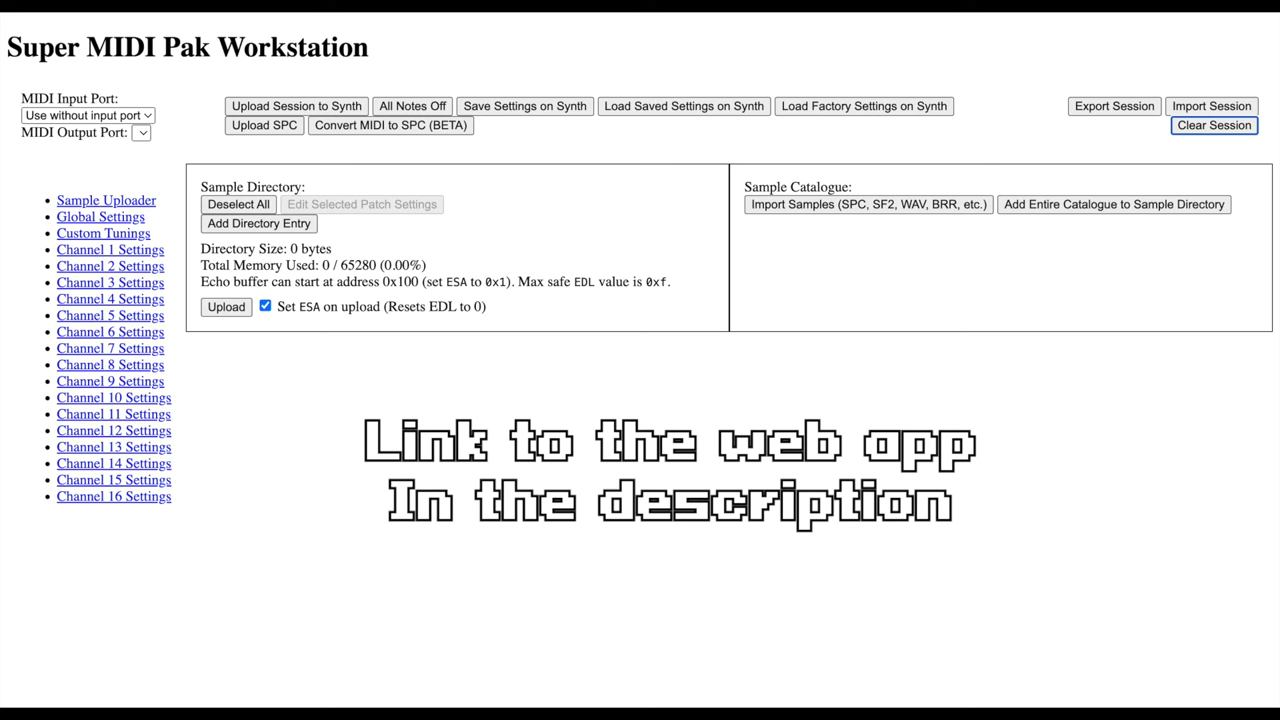 Super MIDI Pak Workstation
MIDI Input Port:
Use without input port
MIDI Output Port:
Upload Session to Synth
All Notes Off
Save Settings on Synth
Load Saved Settings on Synth
Load Factory Settings on Synth
Upload SPC
Convert MIDI to SPC (BETA)
Export Session
Import Session
Clear Session
Sample Uploader
Global Settings
Custom Tunings
Channel 1 Settings
Channel 2 Settings
Channel 3 Settings
Channel 4 Settings
Channel 5 Settings
Channel 6 Settings
Channel 7 Settings
Channel 8 Settings
Channel 9 Settings
Channel 10 Settings
Channel 11 Settings
Channel 12 Settings
Channel 13 Settings
Channel 14 Settings
Channel 15 Settings
Channel 16 Settings
Sample Directory:
Deselect All
Edit Selected Patch Settings
Add Directory Entry
Directory Size: 0 bytes
Total Memory Used: 0 / 65280 (0.00%)
Echo buffer can start at address 0x100 (set ESA to 0x1). Max safe EDL value is 0xf.
Upload
Set ESA on upload (Resets EDL to 0)
Sample Catalogue:
Import Samples (SPC, SF2, WAV, BRR, etc.)
Add Entire Catalogue to Sample Directory
Link to the web app
In the description